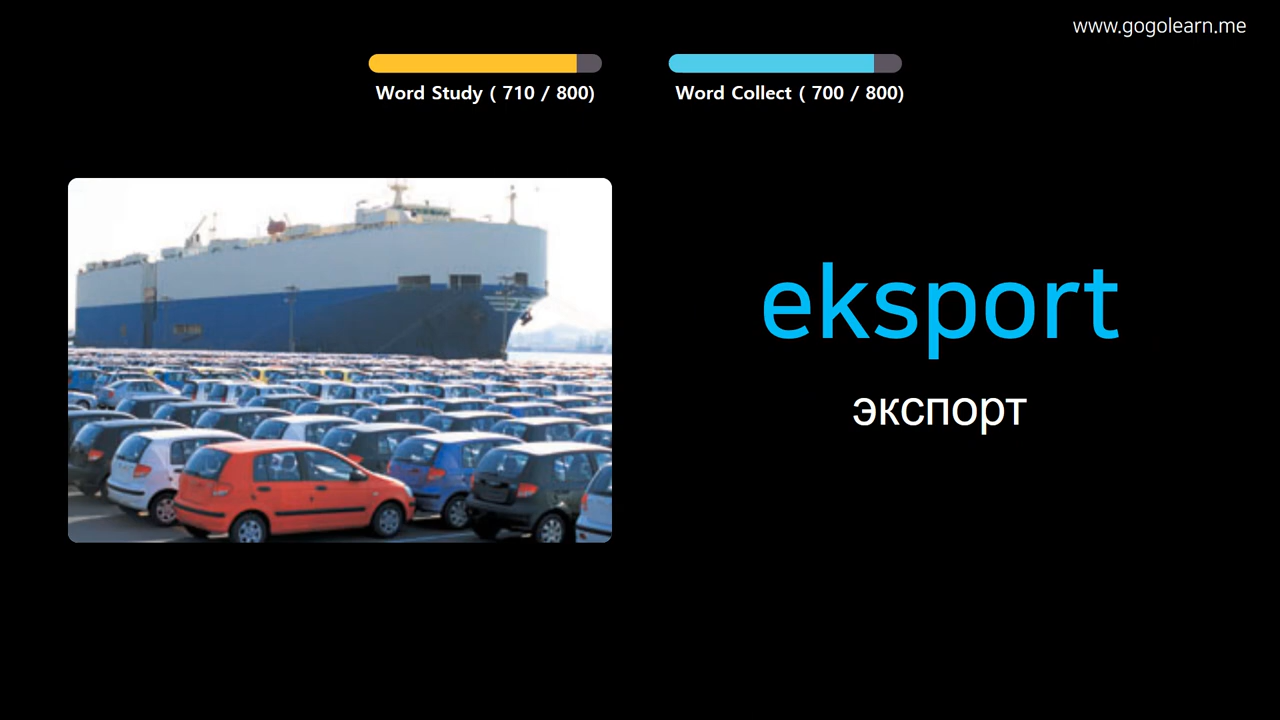 www.gogolearn.me
Word Study ( 710 / 800)
Word Collect ( 700 / 800)
eksport
экспорт